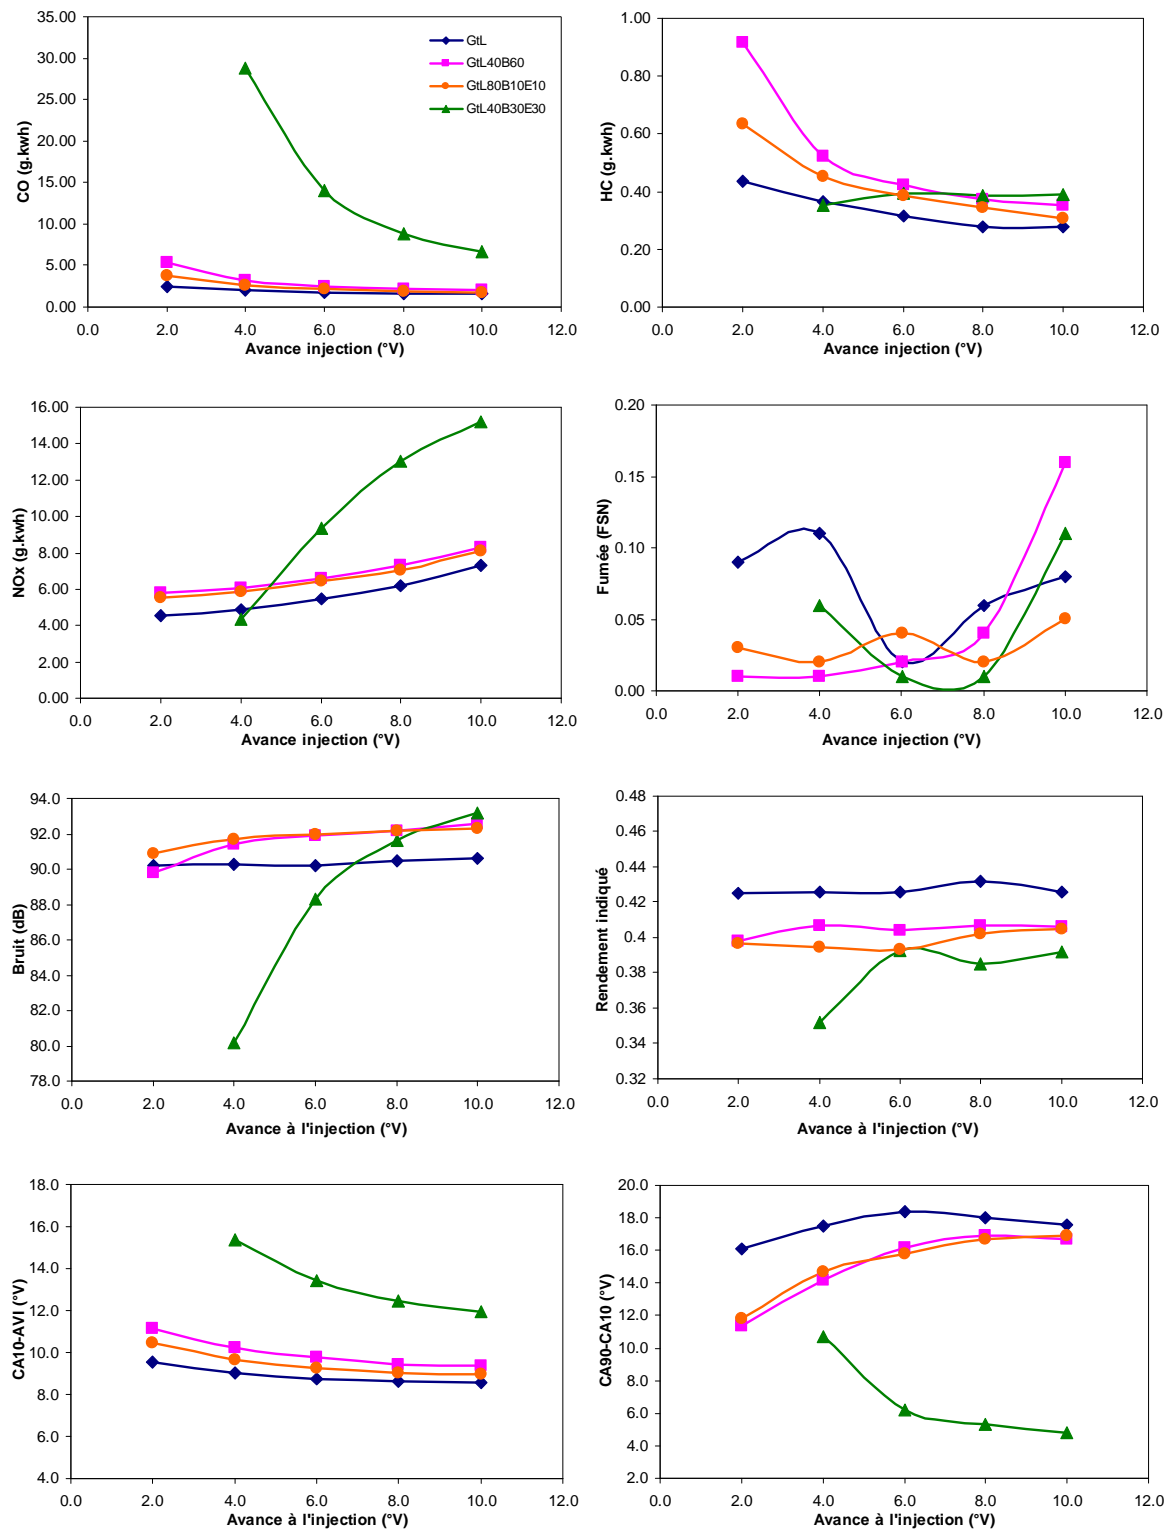 35.00
30.00
25.00
20.00
15.00
10.00
5.00
0.00
CO (g.kwh)
0.0 2.0 4.0 6.0 8.0 10.0 12.0
Avance injection (°V)
GtL
GtL40B60
GtL80B10E10
GtL40B30E30
1.00
0.80
0.60
0.40
0.20
0.00
HC (g.kwh)
0.0 2.0 4.0 6.0 8.0 10.0 12.0
Avance injection (°V)
16.00
14.00
12.00
10.00
8.00
6.00
4.00
2.00
0.00
NOx (g.kwh)
0.0 2.0 4.0 6.0 8.0 10.0 12.0
Avance injection (°V)
0.20
0.15
0.10
0.05
0.00
Fumée (FSN)
0.0 2.0 4.0 6.0 8.0 10.0 12.0
Avance injection (°V)
94.0
92.0
90.0
88.0
86.0
84.0
82.0
80.0
78.0
Bruit (dB)
0.0 2.0 4.0 6.0 8.0 10.0 12.0
Avance à l'injection (°V)
0.48
0.46
0.44
0.42
0.4
0.38
0.36
0.34
0.32
Rendement indiqué
0.0 2.0 4.0 6.0 8.0 10.0 12.0
Avance à l'injection (°V)
18.0
16.0
14.0
12.0
10.0
8.0
6.0
4.0
CA10-AVI (°V)
0.0 2.0 4.0 6.0 8.0 10.0 12.0
Avance à l'injection (°V)
20.0
18.0
16.0
14.0
12.0
10.0
8.0
6.0
4.0
2.0
CA90-CA10 (°V)
0.0 2.0 4.0 6.0 8.0 10.0 12.0
Avance à l'injection (°V)